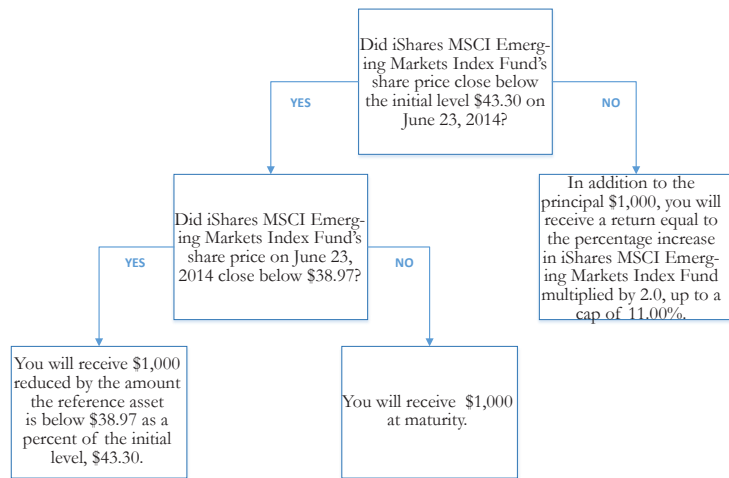 Did iShares MSCI Emerg-
ing Markets Index Fund's
share price close below
the initial level $43.30 on
June 23, 2014?
YES
NO
Did iShares MSCI Emerg-
ing Markets Index Fund's
share price on June 23,
2014 close below $38.97?
In addition to the
principal $1,000, you will
receive a return equal to
the percentage increase
in iShares MSCI Emerg-
ing Markets Index Fund
multiplied by 2.0, up to a
cap of 11.00%.
YES
NO
You will receive $1,000
reduced by the amount
the reference asset
is below $38.97 as a
percent of the initial
level, $43.30.
You will receive $1,000
at maturity.